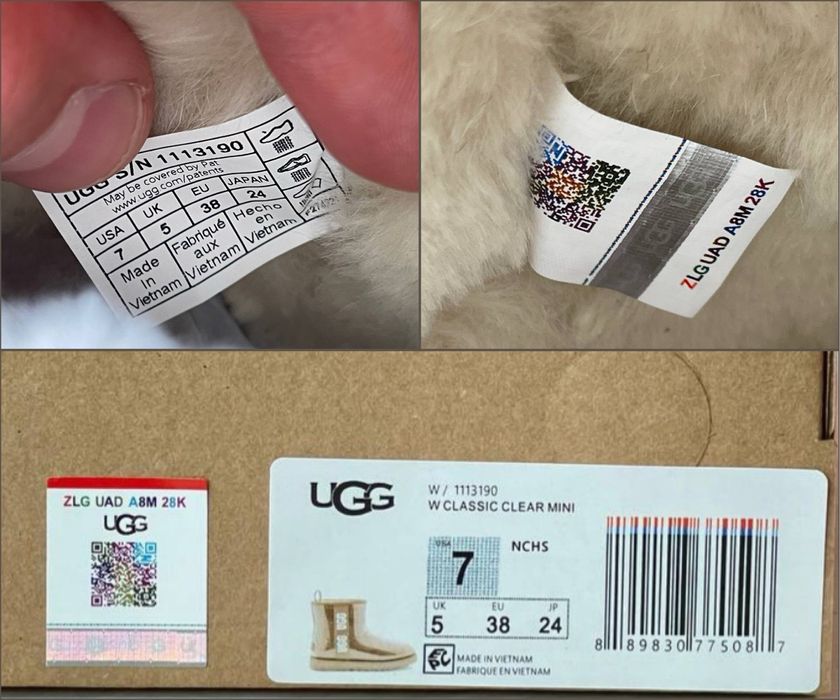 UGG S/N 1113190
May be covered by Pat
www.ugg.com/patents
USA UK EU JAPAN
7 5 38 24
Made In Vietnam
Fabriqué aux Vietnam
Hecho en Vietnam
ZLG UAD A8M 28K
ZLG UAD A8M 28K
UGG
UGG
W/ 1113190
W CLASSIC CLEAR MINI
USA
7
NCHS
UK EU JP
5 38 24
MADE IN VIETNAM
FABRIQUE EN VIETNAM
8 89830 77508 7